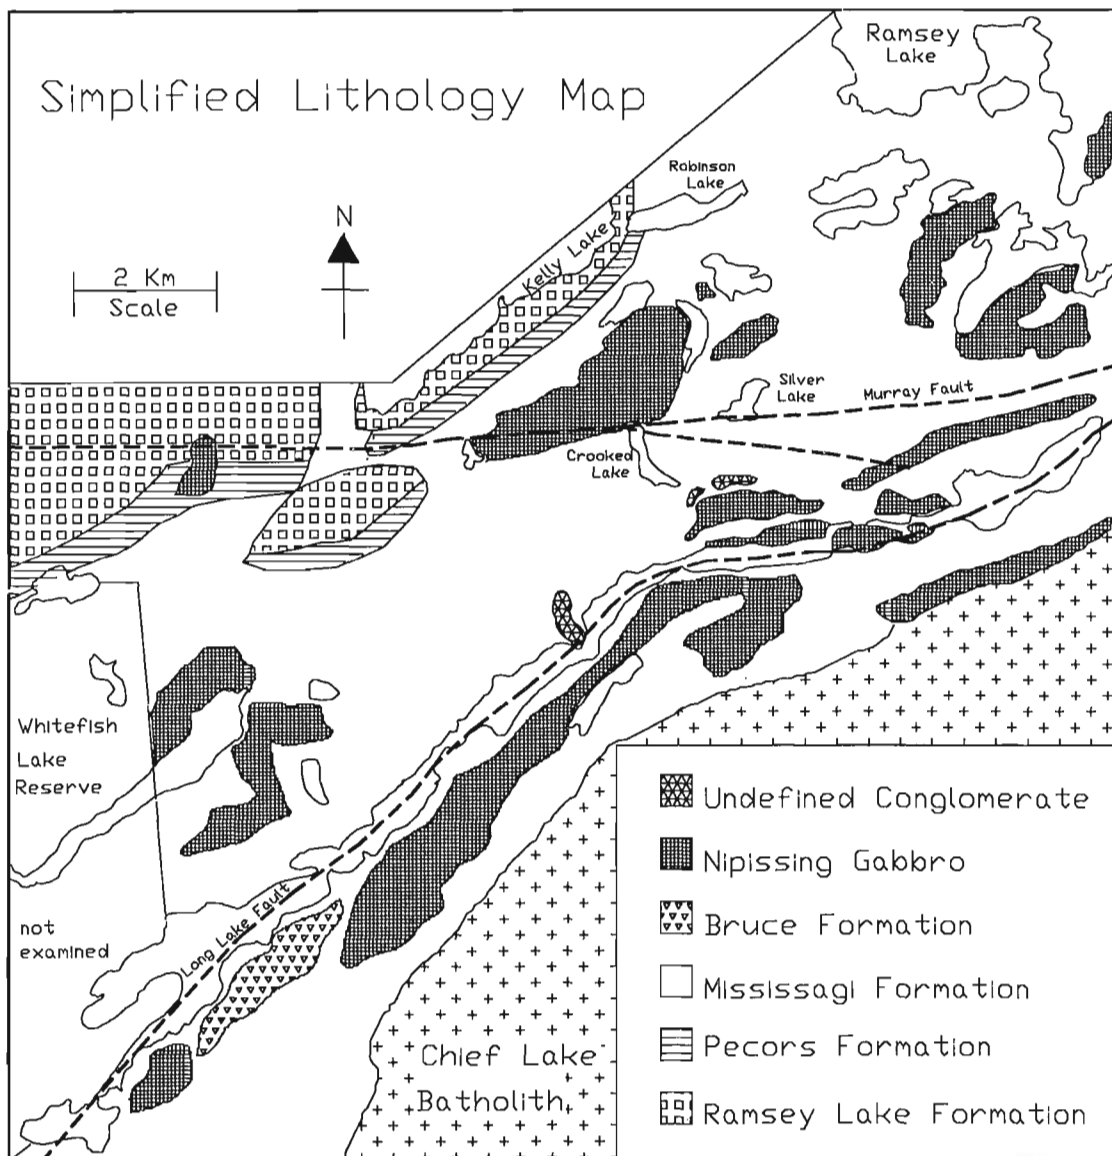 Simplified Lithology Map
Ramsey
Lake
Robinson
Lake
N
2 Km
Scale
Kelly Lake
Silver
Lake
Murray Fault
Crooked
Lake
Whitefish
Lake
Reserve
not
examined
Long Lake Fault
Chief Lake
Batholith
Undefined Conglomerate
Nipissing Gabbro
Bruce Formation
Mississagi Formation
Pecors Formation
Ramsey Lake Formation